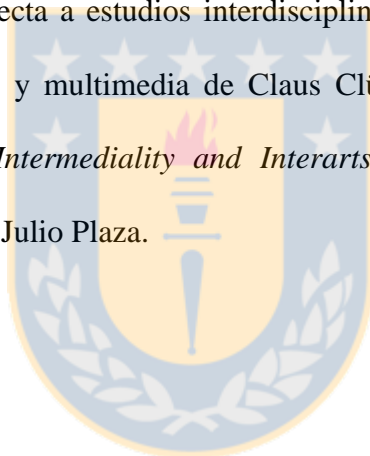 ecta a estudios interdisciplin
y multimedia de Claus Clü
Intermediality and Interarts
Julio Plaza.